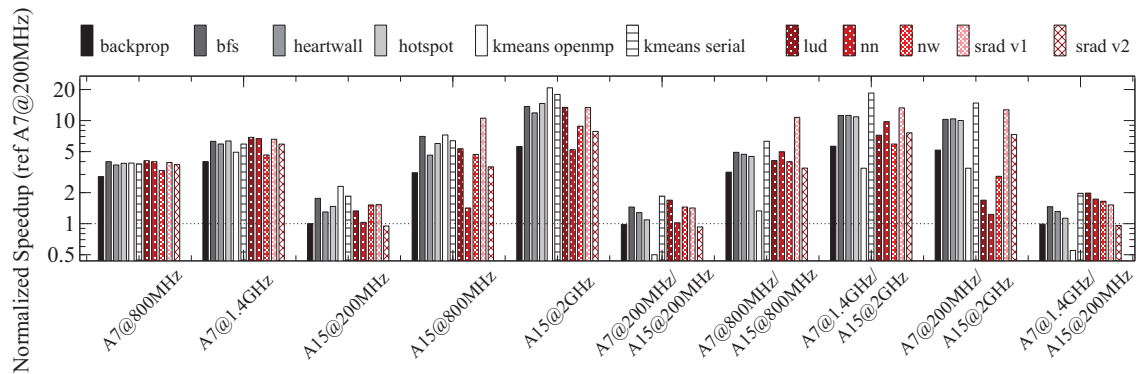 backprop bfs heartwall hotspot kmeans openmp kmeans serial lud nn nw srad v1 srad v2
Normalized Speedup (ref A7@200MHz)
20
10
5
2
1
0.5
A7@800MHz
A7@1.4GHz
A15@200MHz
A15@800MHz
A15@2GHz
A7@200MHz/
A15@200MHz
A7@800MHz/
A15@800MHz
A7@1.4GHz/
A15@2GHz
A7@200MHz/
A15@2GHz
A7@1.4GHz/
A15@200MHz